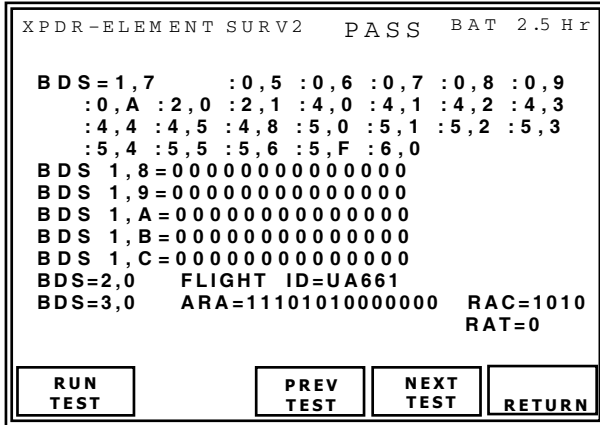 XPDR-ELEMENT SURV2 PASS BAT 2.5 Hr
BDS=1,7 :0,5 :0,6 :0,7 :0,8 :0,9
:0,A :2,0 :2,1 :4,0 :4,1 :4,2 :4,3
:4,4 :4,5 :4,8 :5,0 :5,1 :5,2 :5,3
:5,4 :5,5 :5,6 :5,F :6,0
BDS 1,8=00000000000000
BDS 1,9=00000000000000
BDS 1,A=00000000000000
BDS 1,B=00000000000000
BDS 1,C=00000000000000
BDS=2,0 FLIGHT ID=UA661
BDS=3,0 ARA=11101010000000 RAC=1010
RAT=0
RUN TEST
PREV TEST
NEXT TEST
RETURN